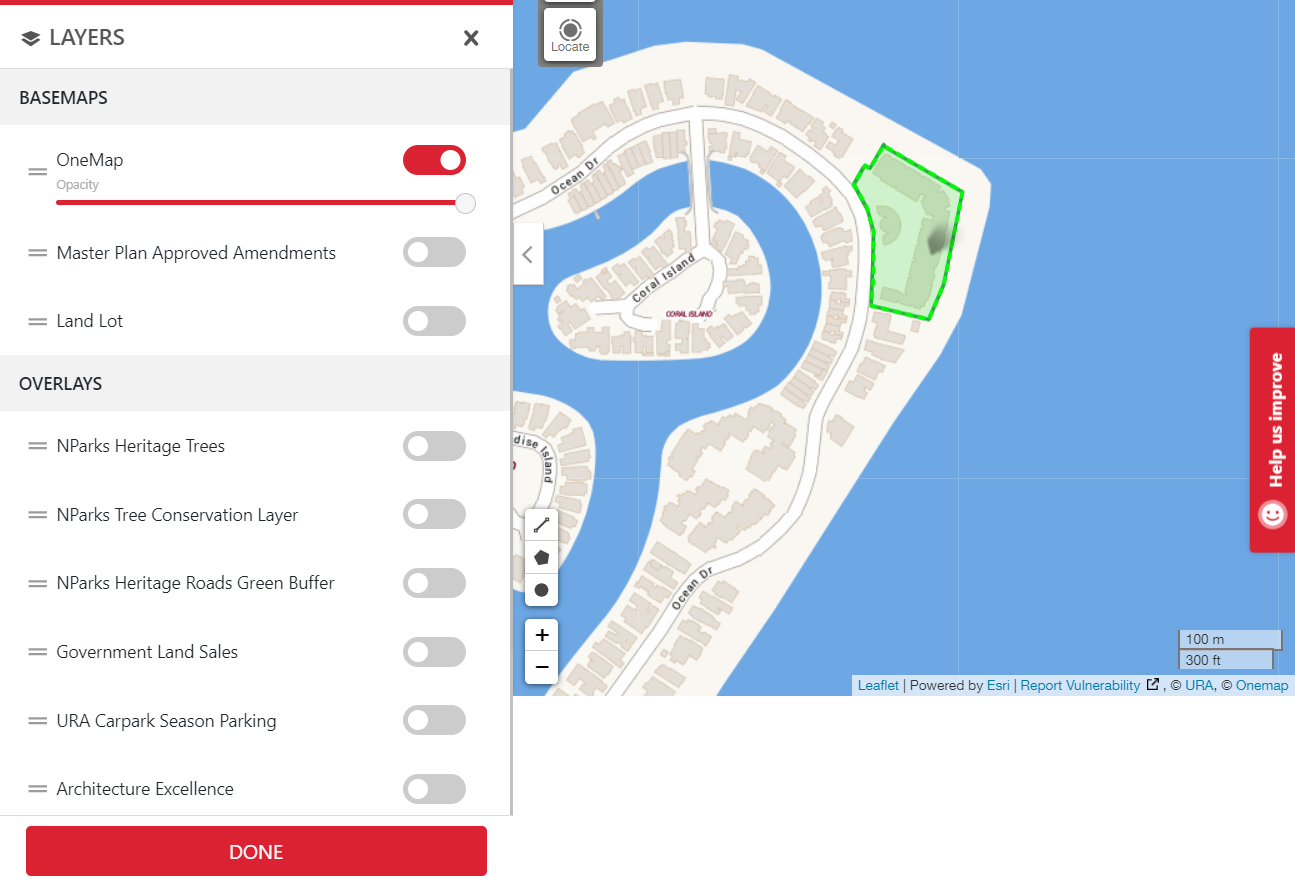 LAYERS
BASEMAPS
OneMap
Opacity
Master Plan Approved Amendments
Land Lot
OVERLAYS
NParks Heritage Trees
NParks Tree Conservation Layer
NParks Heritage Roads Green Buffer
Government Land Sales
URA Carpark Season Parking
Architecture Excellence
DONE
Locate
Ocean Dr
Coral Island
CORAL ISLAND
Island
Ocean Dr
+
−
Help us improve
100 m
300 ft
Leaflet | Powered by Esri | Report Vulnerability , © URA, © Onemap